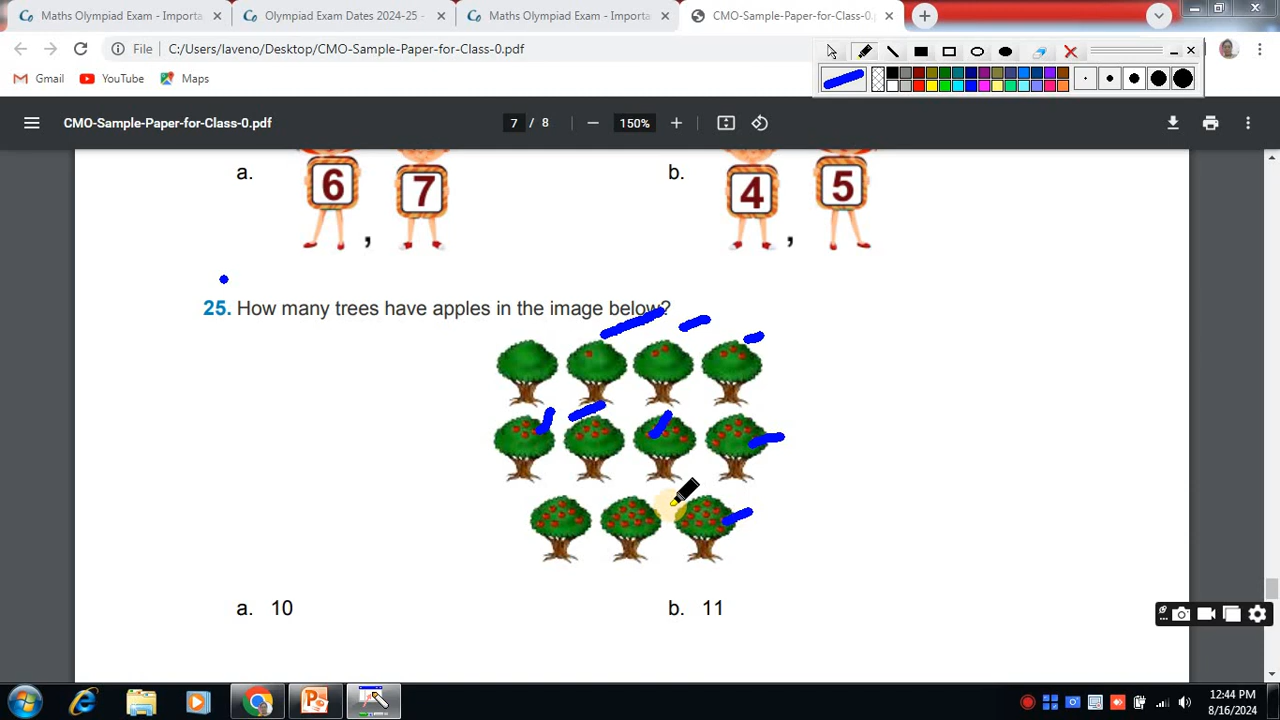 Maths Olympiad Exam - Importa
Olympiad Exam Dates 2024-25 -
Maths Olympiad Exam - Importa
CMO-Sample-Paper-for-Class-0.p
File C:/Users/laveno/Desktop/CMO-Sample-Paper-for-Class-0.pdf
Gmail YouTube Maps
CMO-Sample-Paper-for-Class-0.pdf 7 / 8 150%
a. 6 , 7 b. 4 , 5
25. How many trees have apples in the image below?
a. 10 b. 11
12:44 PM
8/16/2024